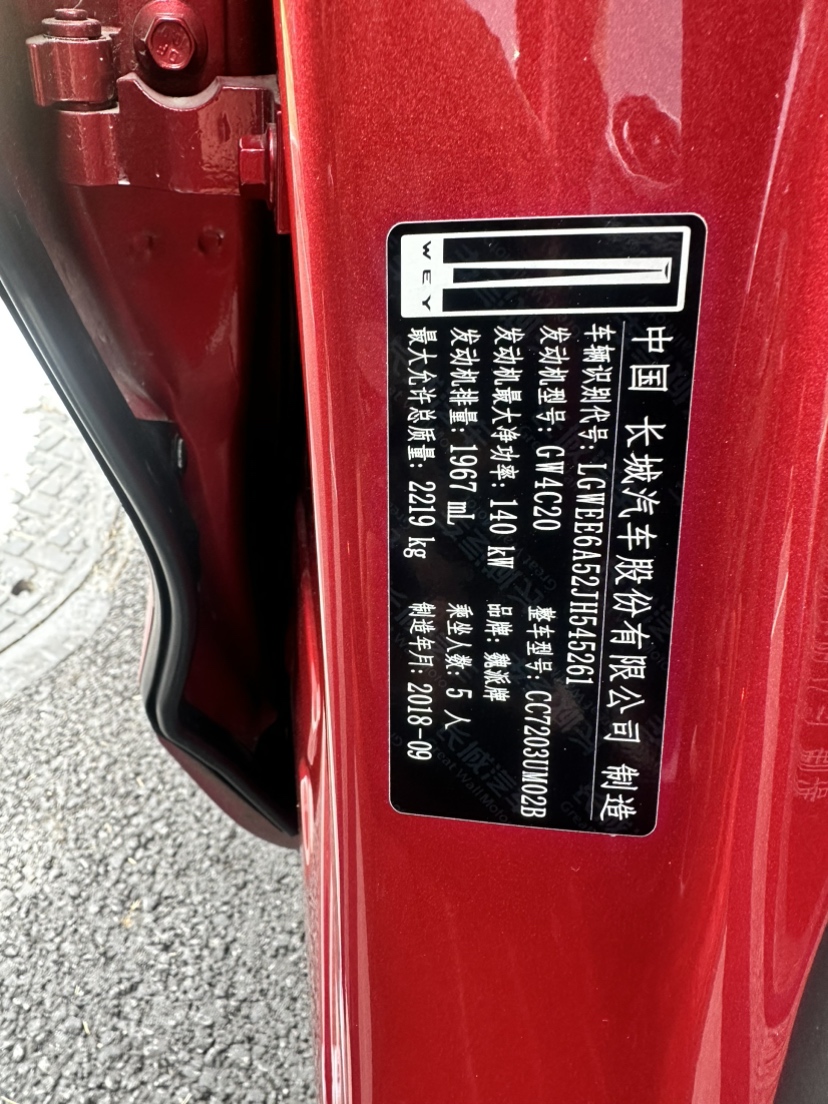 WEY
中国 长城汽车股份有限公司 制造
车辆识别代号: LGWEE6A52JH545261
发动机型号: GW4C20 整车型号: CC7203UM02B
发动机最大净功率: 140 kW 品牌: 魏派牌
发动机排量: 1967 mL 乘坐人数: 5 人
最大允许总质量: 2219 kg 制造年月: 2018-09